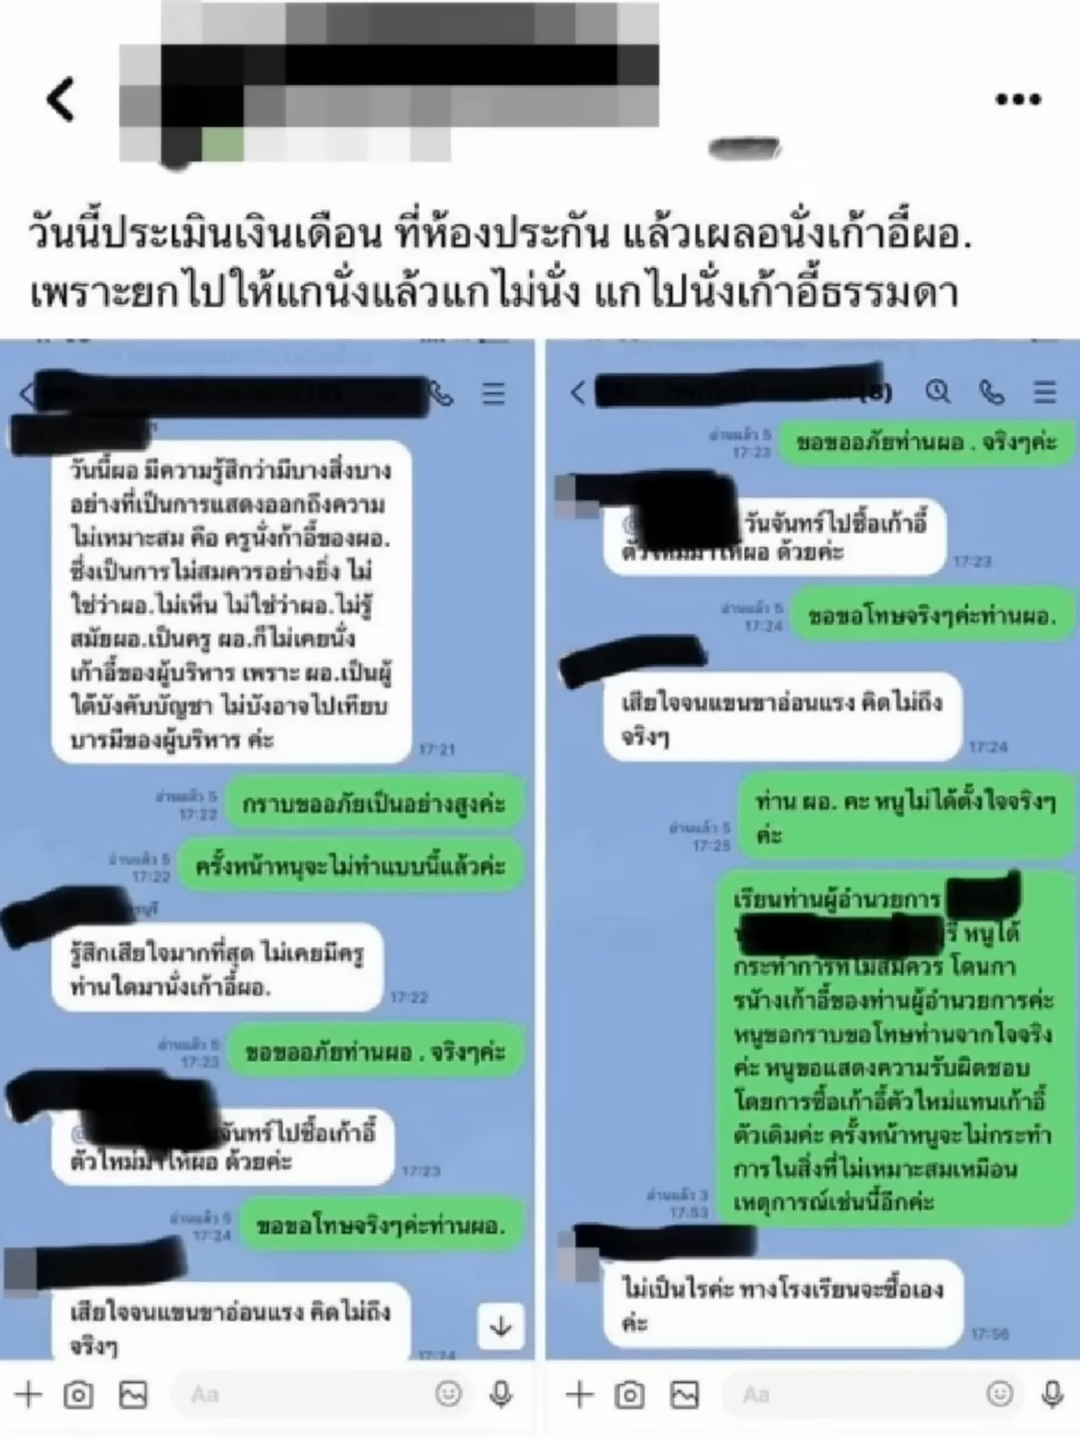 วันนี้ประเมินเงินเดือน ที่ห้องประกัน แล้วเผลอนั่งเก้าอี้ผอ.
เพราะยกไปให้แกนั่งแล้วแกไม่นั่ง แกไปนั่งเก้าอี้ธรรมดา
วันนี้ผอ มีความรู้สึกว่ามีบางสิ่งบาง
อย่างที่เป็นการแสดงออกถึงความ
ไม่เหมาะสม คือ ครูนั่งก้าอี้ของผอ.
ซึ่งเป็นการไม่สมควรอย่างยิ่ง ไม่
ใช่ว่าผอ.ไม่เห็น ไม่ใช่ว่าผอ.ไม่รู้
สมัยผอ.เป็นครู ผอ.ก็ไม่เคยนั่ง
เก้าอี้ของผู้บริหาร เพราะ ผอ.เป็นผู้
ใต้บังคับบัญชา ไม่บังอาจไปเทียบ
บารมีของผู้บริหาร ค่ะ
17:21
อ่านแล้ว 5
17:22
กราบขออภัยเป็นอย่างสูงค่ะ
อ่านแล้ว 5
17:22
ครั้งหน้าหนูจะไม่ทำแบบนี้แล้วค่ะ
รู้สึกเสียใจมากที่สุด ไม่เคยมีครู
ท่านใดมานั่งเก้าอี้ผอ.
17:22
อ่านแล้ว 5
17:23
ขอขออภัยท่านผอ . จริงๆค่ะ
@
จันทร์ไปซื้อเก้าอี้
ตัวใหม่มาให้ผอ ด้วยค่ะ
17:23
อ่านแล้ว 5
17:24
ขอขอโทษจริงๆค่ะท่านผอ.
เสียใจจนแขนขาอ่อนแรง คิดไม่ถึง
จริงๆ
17:24
Aa
(8)
อ่านแล้ว 5
17:23
ขอขออภัยท่านผอ . จริงๆค่ะ
@
วันจันทร์ไปซื้อเก้าอี้
ตัวใหม่มาให้ผอ ด้วยค่ะ
17:23
อ่านแล้ว 5
17:24
ขอขอโทษจริงๆค่ะท่านผอ.
เสียใจจนแขนขาอ่อนแรง คิดไม่ถึง
จริงๆ
17:24
อ่านแล้ว 5
17:25
ท่าน ผอ. คะ หนูไม่ได้ตั้งใจจริงๆ
ค่ะ
เรียนท่านผู้อำนวยการ
หนูได้
กระทำการที่ไม่สมควร โดนกา
รนั่างเก้าอี้ของท่านผู้อำนวยการค่ะ
หนูขอกราบขอโทษท่านจากใจจริง
ค่ะ หนูขอแสดงความรับผิดชอบ
โดยการซื้อเก้าอี้ตัวใหม่แทนเก้าอี้
ตัวเดิมค่ะ ครั้งหน้าหนูจะไม่กระทำ
การในสิ่งที่ไม่เหมาะสมเหมือน
เหตุการณ์เช่นนี้อีกค่ะ
อ่านแล้ว 3
17:53
ไม่เป็นไรค่ะ ทางโรงเรียนจะซื้อเอง
ค่ะ
17:56
Aa